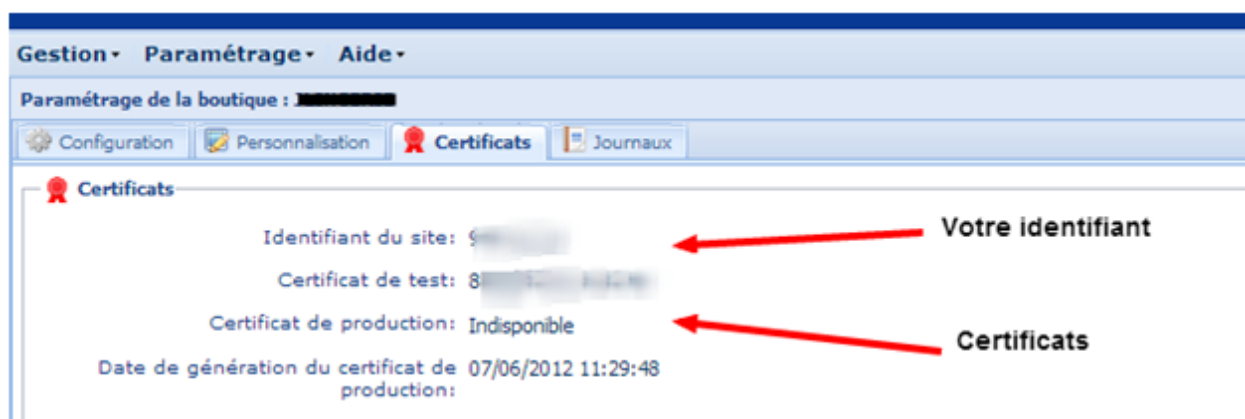 Gestion Paramétrage Aide
Paramétrage de la boutique :
Configuration Personnalisation Certificats Journaux
Certificats
Identifiant du site:
Votre identifiant
Certificat de test:
Certificat de production: Indisponible
Certificats
Date de génération du certificat de 07/06/2012 11:29:48
production: